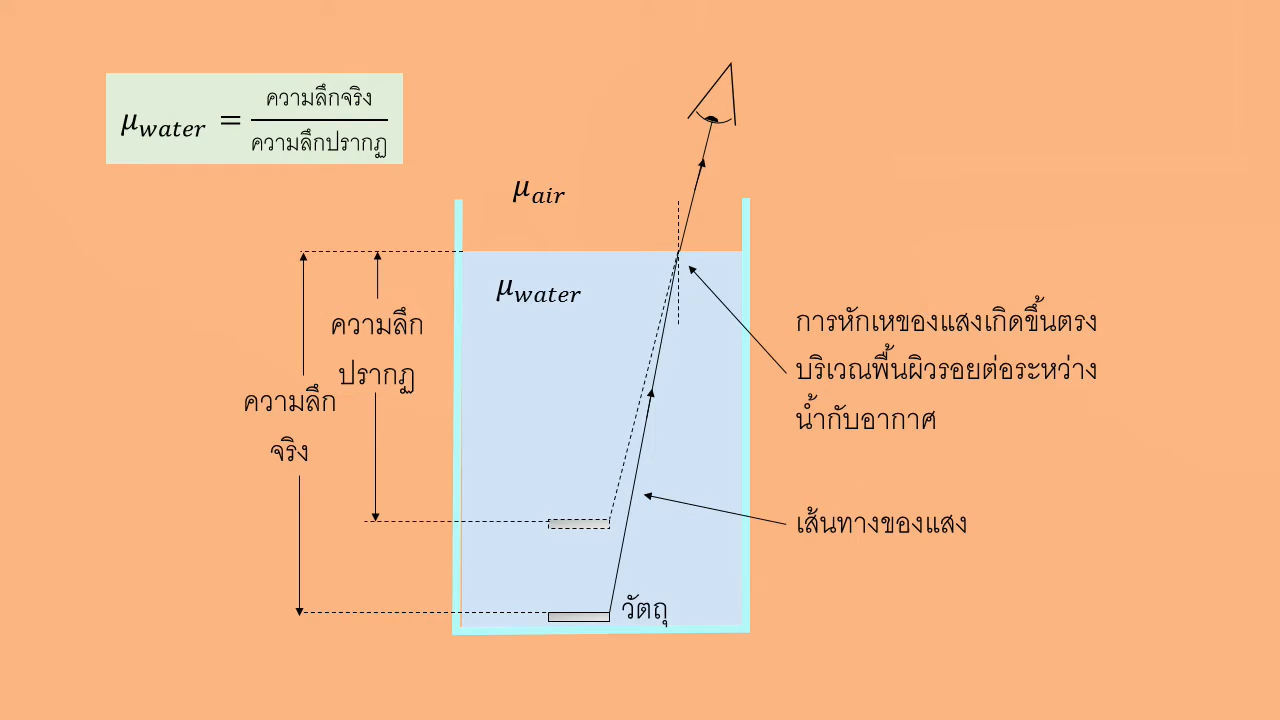 μ_water = ความลึกจริง / ความลึกปรากฏ
μ_air
μ_water
ความลึก
ปรากฏ
ความลึก
จริง
การหักเหของแสงเกิดขึ้นตรง
บริเวณพื้นผิวรอยต่อระหว่าง
น้ำกับอากาศ
เส้นทางของแสง
วัตถุ